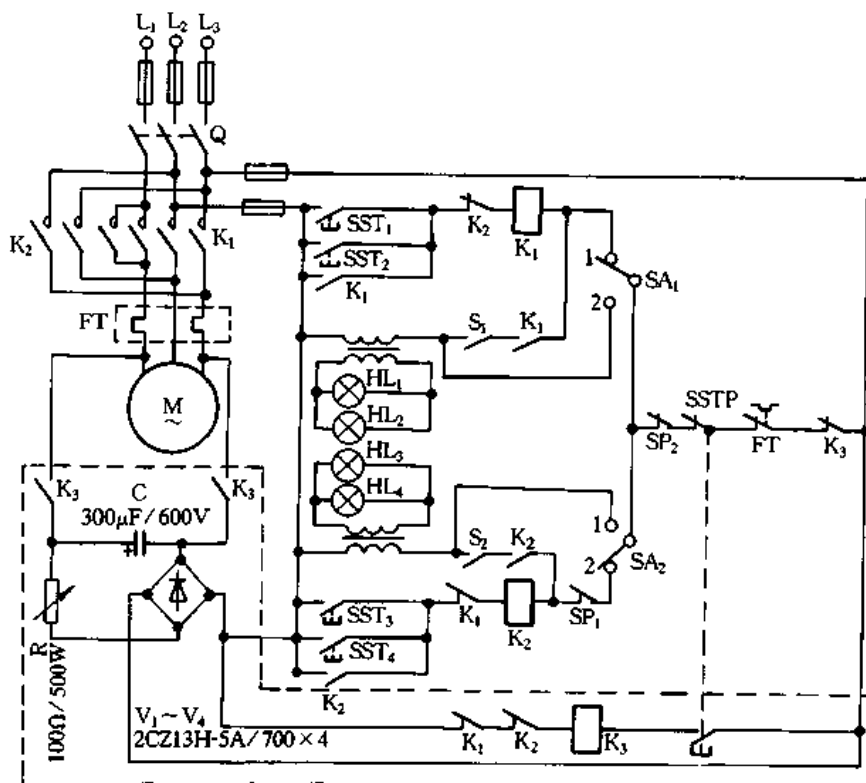 L₁ L₂ L₃
Q
K₂ K₁
FT
M
~
K₃ C K₃
300μF/600V
R
100Ω/500W
V₁~V₄
2CZ13H-5A/700×4
SST₁ K₂ K₁
SST₂
K₁
1 SA₁
2
S₁ K₁
HL₁
HL₂
HL₃
HL₄
SSTP
SP₂ FT K₃
1
2 SA₂
S₂ K₂
SST₃ K₁ K₂ SP₁
SST₄
K₂
K₁ K₂ K₃